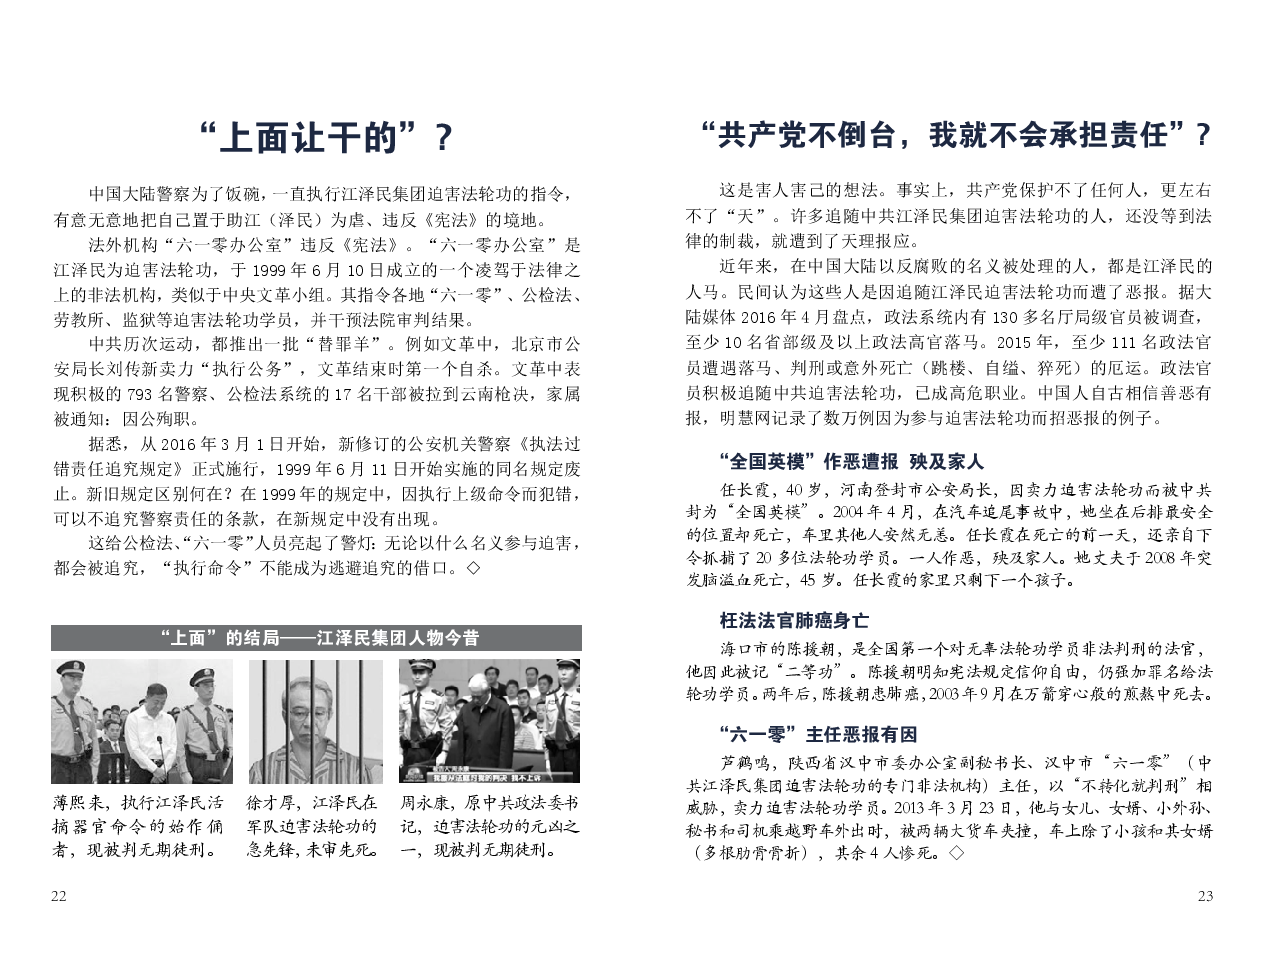 “上面让干的”？
中国大陆警察为了饭碗，一直执行江泽民集团迫害法轮功的指令，
有意无意地把自己置于助江（泽民）为虐、违反《宪法》的境地。
法外机构“六一零办公室”违反《宪法》。“六一零办公室”是
江泽民为迫害法轮功，于 1999 年 6 月 10 日成立的一个凌驾于法律之
上的非法机构，类似于中央文革小组。其指令各地“六一零”、公检法、
劳教所、监狱等迫害法轮功学员，并干预法院审判结果。
中共历次运动，都推出一批“替罪羊”。例如文革中，北京市公
安局长刘传新卖力“执行公务”，文革结束时第一个自杀。文革中表
现积极的 793 名警察、公检法系统的 17 名干部被拉到云南枪决，家属
被通知：因公殉职。
据悉，从 2016 年 3 月 1 日开始，新修订的公安机关警察《执法过
错责任追究规定》正式施行，1999 年 6 月 11 日开始实施的同名规定废
止。新旧规定区别何在？在 1999 年的规定中，因执行上级命令而犯错，
可以不追究警察责任的条款，在新规定中没有出现。
这给公检法、“六一零”人员亮起了警灯：无论以什么名义参与迫害，
都会被追究，“执行命令”不能成为逃避追究的借口。◇
“上面”的结局——江泽民集团人物今昔
我服从法庭对我的判决 我不上诉
薄熙来，执行江泽民活
摘器官命令的始作俑
者，现被判无期徒刑。
徐才厚，江泽民在
军队迫害法轮功的
急先锋，未审先死。
周永康，原中共政法委书
记，迫害法轮功的元凶之
一，现被判无期徒刑。
22
“共产党不倒台，我就不会承担责任”？
这是害人害己的想法。事实上，共产党保护不了任何人，更左右
不了“天”。许多追随中共江泽民集团迫害法轮功的人，还没等到法
律的制裁，就遭到了天理报应。
近年来，在中国大陆以反腐败的名义被处理的人，都是江泽民的
人马。民间认为这些人是因追随江泽民迫害法轮功而遭了恶报。据大
陆媒体 2016 年 4 月盘点，政法系统内有 130 多名厅局级官员被调查，
至少 10 名省部级及以上政法高官落马。2015 年，至少 111 名政法官
员遭遇落马、判刑或意外死亡（跳楼、自缢、猝死）的厄运。政法官
员积极追随中共迫害法轮功，已成高危职业。中国人自古相信善恶有
报，明慧网记录了数万例因为参与迫害法轮功而招恶报的例子。
“全国英模”作恶遭报 殃及家人
任长霞，40 岁，河南登封市公安局长，因卖力迫害法轮功而被中共
封为“全国英模”。2004 年 4 月，在汽车追尾事故中，她坐在后排最安全
的位置却死亡，车里其他人安然无恙。任长霞在死亡的前一天，还亲自下
令抓捕了 20 多位法轮功学员。一人作恶，殃及家人。她丈夫于 2008 年突
发脑溢血死亡，45 岁。任长霞的家里只剩下一个孩子。
枉法法官肺癌身亡
海口市的陈援朝，是全国第一个对无辜法轮功学员非法判刑的法官，
他因此被记“二等功”。陈援朝明知宪法规定信仰自由，仍强加罪名给法
轮功学员。两年后，陈援朝患肺癌，2003 年 9 月在万箭穿心般的煎熬中死去。
“六一零”主任恶报有因
芦鹤鸣，陕西省汉中市委办公室副秘书长、汉中市“六一零”（中
共江泽民集团迫害法轮功的专门非法机构）主任，以“不转化就判刑”相
威胁，卖力迫害法轮功学员。2013 年 3 月 23 日，他与女儿、女婿、小外孙、
秘书和司机乘越野车外出时，被两辆大货车夹撞，车上除了小孩和其女婿
（多根肋骨骨折），其余 4 人惨死。◇
23